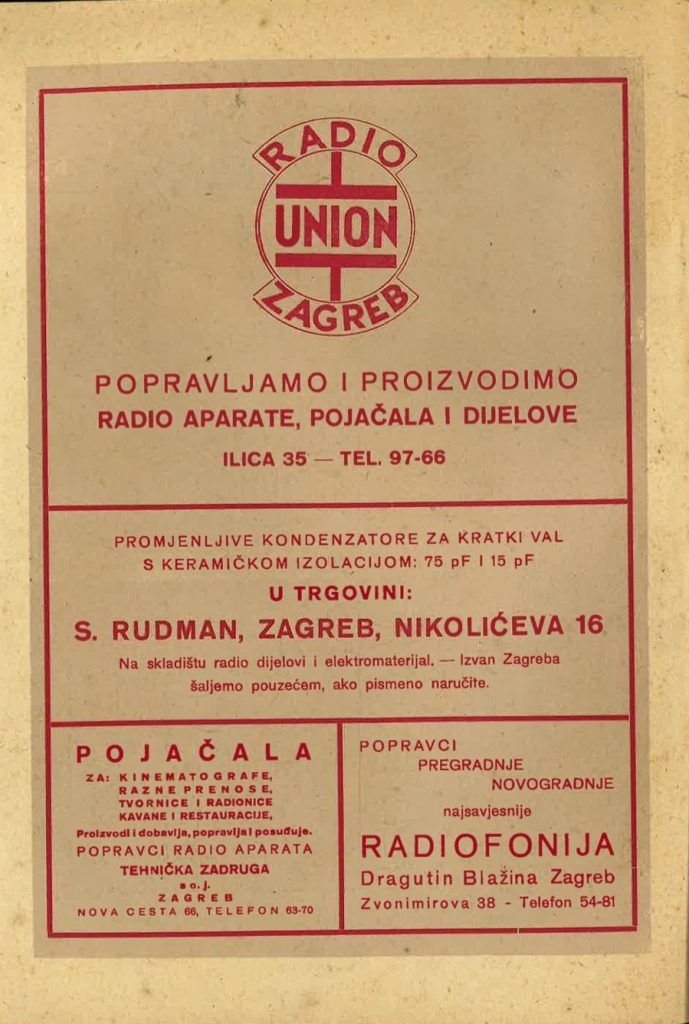 RADIO
UNION
ZAGREB
POPRAVLJAMO I PROIZVODIMO
RADIO APARATE, POJAČALA I DIJELOVE
ILICA 35 — TEL. 97-66
PROMJENLJIVE KONDENZATORE ZA KRATKI VAL
S KERAMIČKOM IZOLACIJOM: 75 pF I 15 pF
U TRGOVINI:
S. RUDMAN, ZAGREB, NIKOLIĆEVA 16
Na skladištu radio dijelovi i elektromaterijal. — Izvan Zagreba
šaljemo pouzećem, ako pismeno naručite.
POJAČALA
ZA: KINEMATOGRAFE,
RAZNE PRENOSE,
TVORNICE I RADIONICE
KAVANE I RESTAURACIJE,
Proizvodi i dobavlja, popravlja i posuđuje.
POPRAVCI RADIO APARATA
TEHNIČKA ZADRUGA
s o. j.
ZAGREB
NOVA CESTA 66, TELEFON 63-70
POPRAVCI
PREGRADNJE
NOVOGRADNJE
najsavjesnije
RADIOFONIJA
Dragutin Blažina Zagreb
Zvonimirova 38 - Telefon 54-81